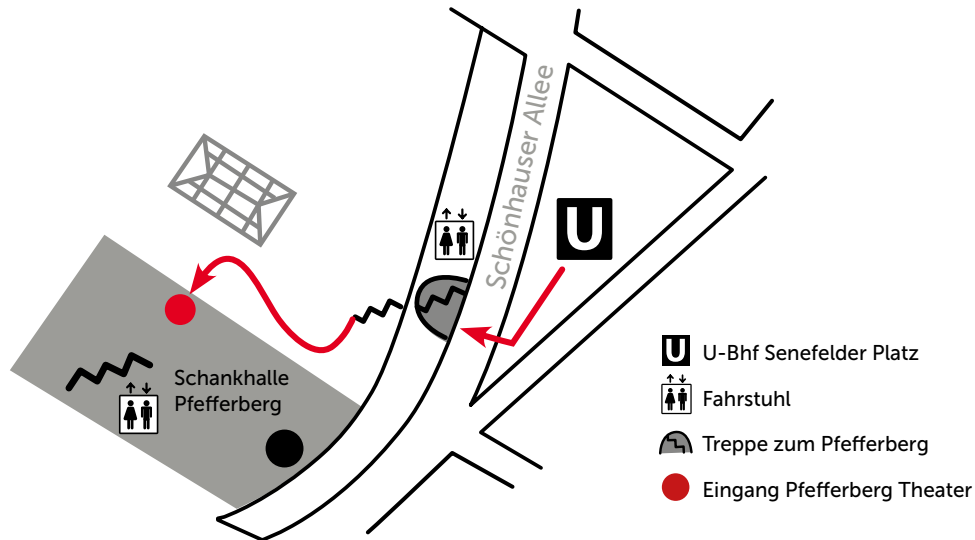 Schönhauser Allee
U
Schankhalle
Pfefferberg
U U-Bhf Senefelder Platz
Fahrstuhl
Treppe zum Pfefferberg
Eingang Pfefferberg Theater